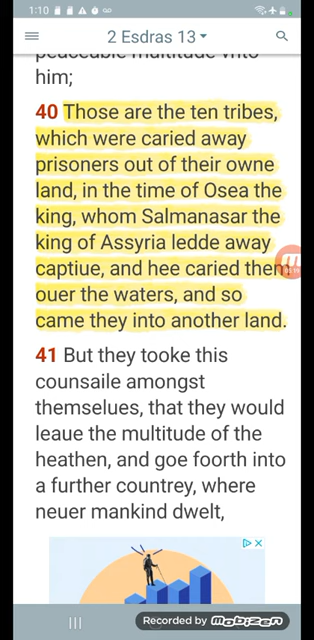 1:10
2 Esdras 13
peaceable multitude vnto
him;
40 Those are the ten tribes,
which were caried away
prisoners out of their owne
land, in the time of Osea the
king, whom Salmanasar the
king of Assyria ledde away
captiue, and hee caried them
ouer the waters, and so
came they into another land.
41 But they tooke this
counsaile amongst
themselues, that they would
leaue the multitude of the
heathen, and goe foorth into
a further countrey, where
neuer mankind dwelt,
Recorded by mobizen